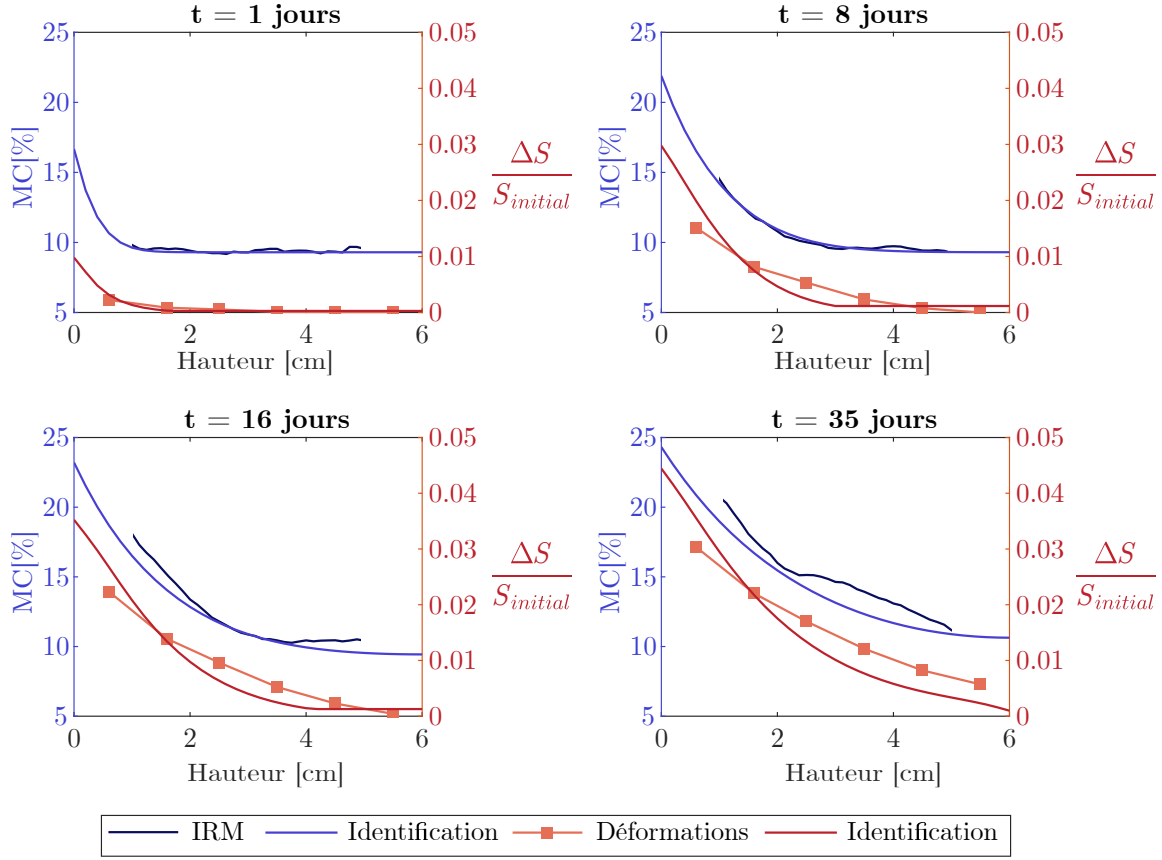 t = 1 jours
25
20
15
10
5
MC[%]
0 2 4 6
Hauteur [cm]
0.05
0.04
0.03
0.02
0.01
0
ΔS
S_initial
t = 8 jours
25
20
15
10
5
MC[%]
0 2 4 6
Hauteur [cm]
0.05
0.04
0.03
0.02
0.01
0
ΔS
S_initial
t = 16 jours
25
20
15
10
5
MC[%]
0 2 4 6
Hauteur [cm]
0.05
0.04
0.03
0.02
0.01
0
ΔS
S_initial
t = 35 jours
25
20
15
10
5
MC[%]
0 2 4 6
Hauteur [cm]
0.05
0.04
0.03
0.02
0.01
0
ΔS
S_initial
IRM Identification Déformations Identification